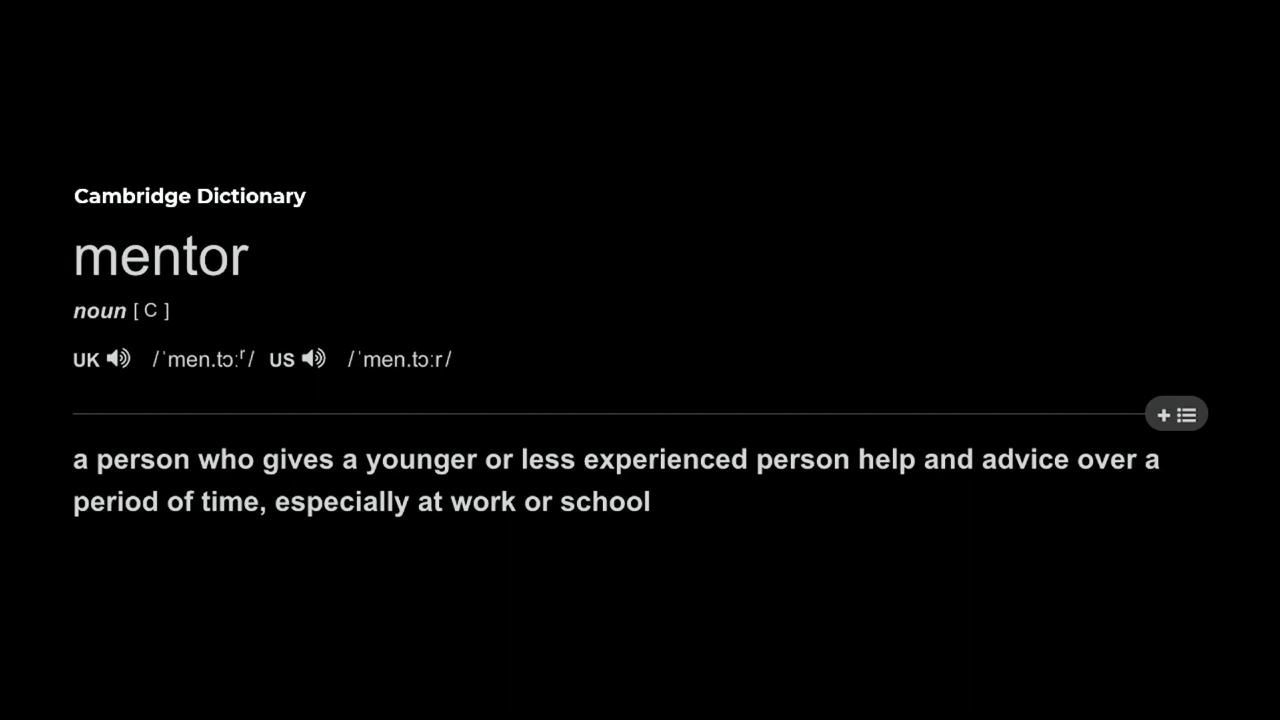 Cambridge Dictionary
mentor
noun [ C ]
UK /ˈmen.tɔːʳ/ US /ˈmen.tɔːr/
a person who gives a younger or less experienced person help and advice over a
period of time, especially at work or school